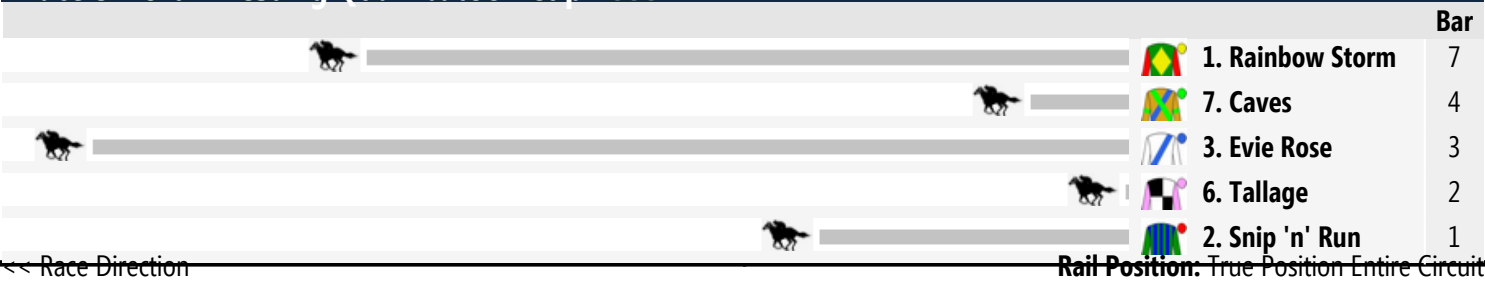 Bar
1. Rainbow Storm 7
7. Caves 4
3. Evie Rose 3
6. Tallage 2
2. Snip 'n' Run 1
<< Race Direction Rail Position: True Position Entire Circuit